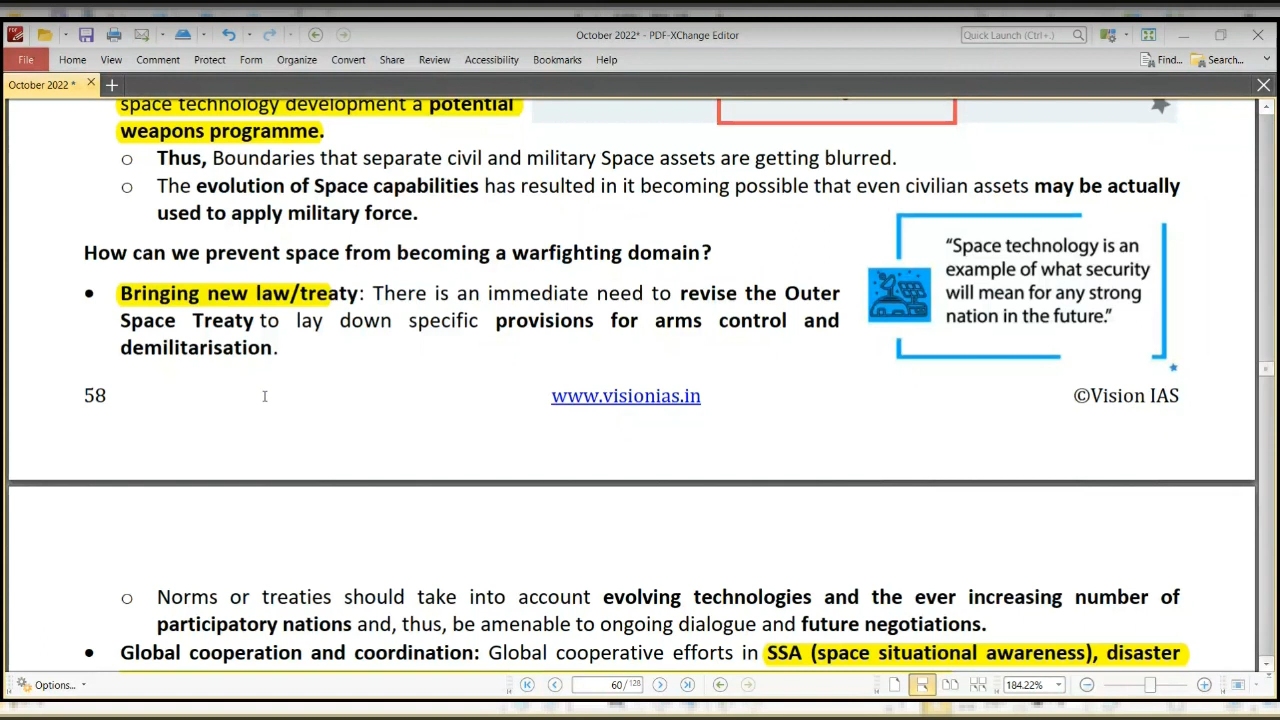 October 2022* - PDF-XChange Editor
Quick Launch (Ctrl+.)
File Home View Comment Protect Form Organize Convert Share Review Accessibility Bookmarks Help
Find... Search...
October 2022 *
space technology development a potential
weapons programme.
o Thus, Boundaries that separate civil and military Space assets are getting blurred.
o The evolution of Space capabilities has resulted in it becoming possible that even civilian assets may be actually
used to apply military force.
How can we prevent space from becoming a warfighting domain?
• Bringing new law/treaty: There is an immediate need to revise the Outer
Space Treaty to lay down specific provisions for arms control and
demilitarisation.
“Space technology is an
example of what security
will mean for any strong
nation in the future.”
58 www.visionias.in ©Vision IAS
o Norms or treaties should take into account evolving technologies and the ever increasing number of
participatory nations and, thus, be amenable to ongoing dialogue and future negotiations.
• Global cooperation and coordination: Global cooperative efforts in SSA (space situational awareness), disaster
Options... 60/128 184.22%